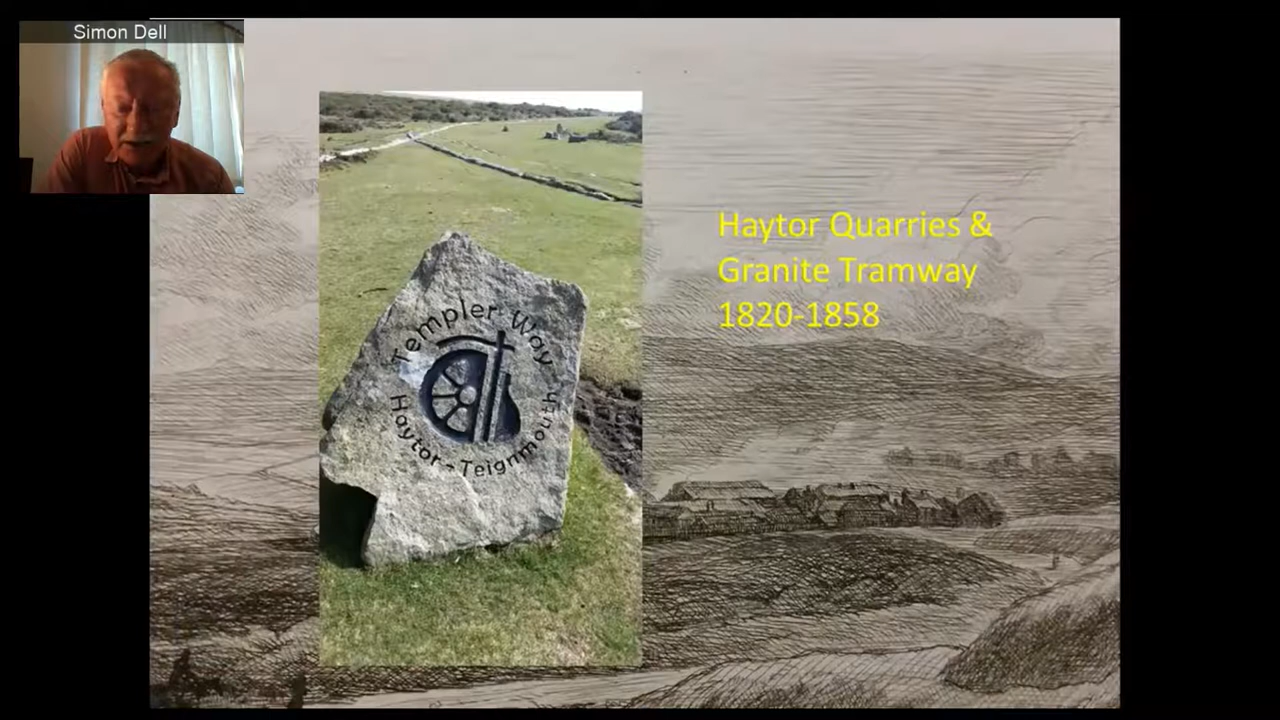 Simon Dell
Templer Way
Haytor - Teignmouth
Haytor Quarries &
Granite Tramway
1820-1858